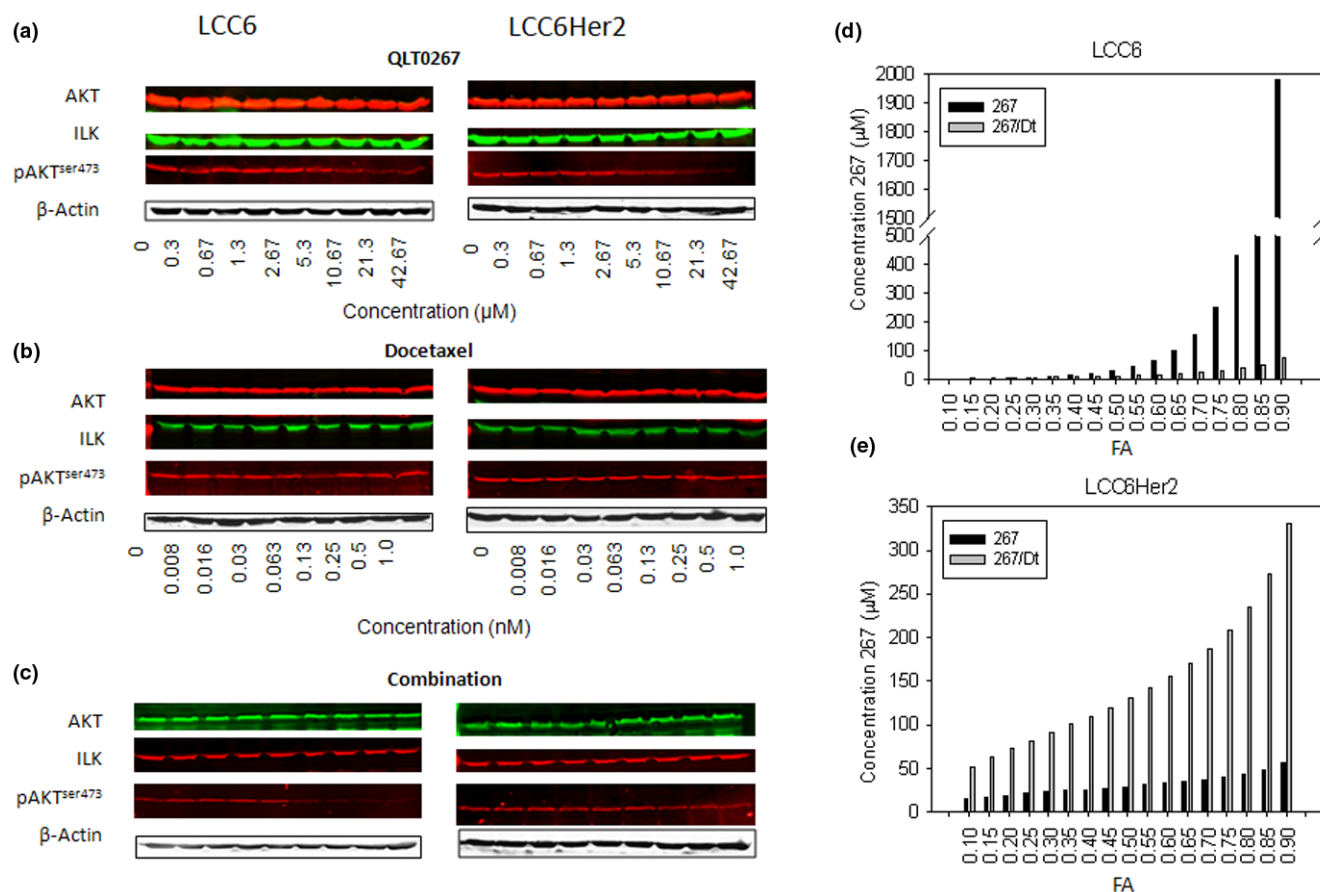 (a)
LCC6
LCC6Her2
QLT0267
AKT
ILK
pAKTser473
β-Actin
0 0.3 0.67 1.3 2.67 5.3 10.67 21.3 42.67
0 0.3 0.67 1.3 2.67 5.3 10.67 21.3 42.67
Concentration (µM)
(b)
Docetaxel
AKT
ILK
pAKTser473
β-Actin
0 0.008 0.016 0.03 0.063 0.13 0.25 0.5 1.0
0 0.008 0.016 0.03 0.063 0.13 0.25 0.5 1.0
Concentration (nM)
(c)
Combination
AKT
ILK
pAKTser473
β-Actin
(d)
LCC6
267
267/Dt
Concentration 267 (µM)
2000
1900
1800
1700
1600
1500
500
400
300
200
100
0
0.10 0.15 0.20 0.25 0.30 0.35 0.40 0.45 0.50 0.55 0.60 0.65 0.70 0.75 0.80 0.85 0.90
FA
(e)
LCC6Her2
267
267/Dt
Concentration 267 (µM)
350
300
250
200
150
100
50
0
0.10 0.15 0.20 0.25 0.30 0.35 0.40 0.45 0.50 0.55 0.60 0.65 0.70 0.75 0.80 0.85 0.90
FA